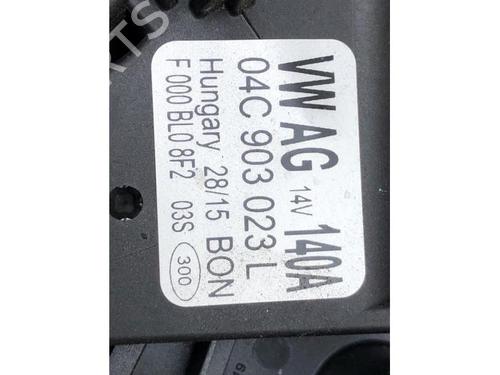 VW AG 14V 140A
04C 903 023 L
Hungary 28/15 BON
F 000 BL0 8F2 03S 300